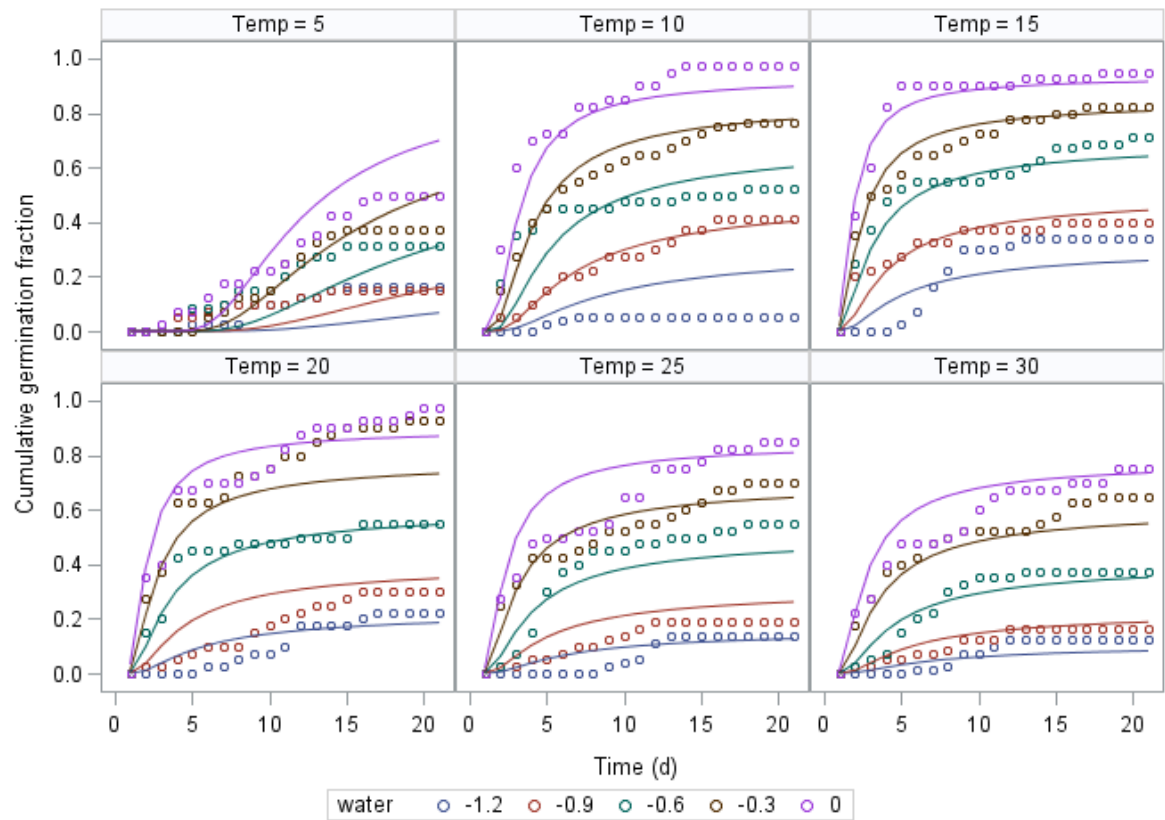 Temp = 5 Temp = 10 Temp = 15
1.0
0.8
0.6
0.4
0.2
0.0
Temp = 20 Temp = 25 Temp = 30
1.0
0.8
0.6
0.4
0.2
0.0
Cumulative germination fraction
0 5 10 15 20 0 5 10 15 20 0 5 10 15 20
Time (d)
water -1.2 -0.9 -0.6 -0.3 0